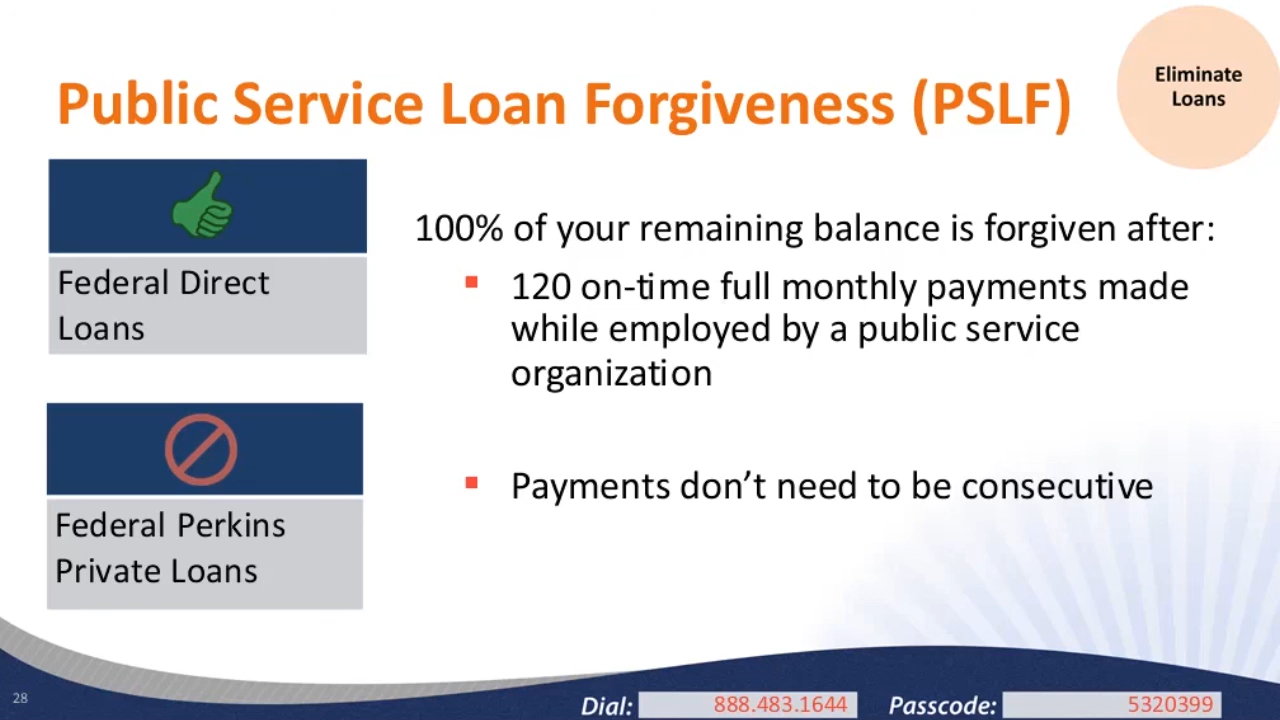 Eliminate
Loans
Public Service Loan Forgiveness (PSLF)
Federal Direct
Loans
Federal Perkins
Private Loans
100% of your remaining balance is forgiven after:
120 on-time full monthly payments made
while employed by a public service
organization
Payments don’t need to be consecutive
28
Dial: 888.483.1644 Passcode: 5320399